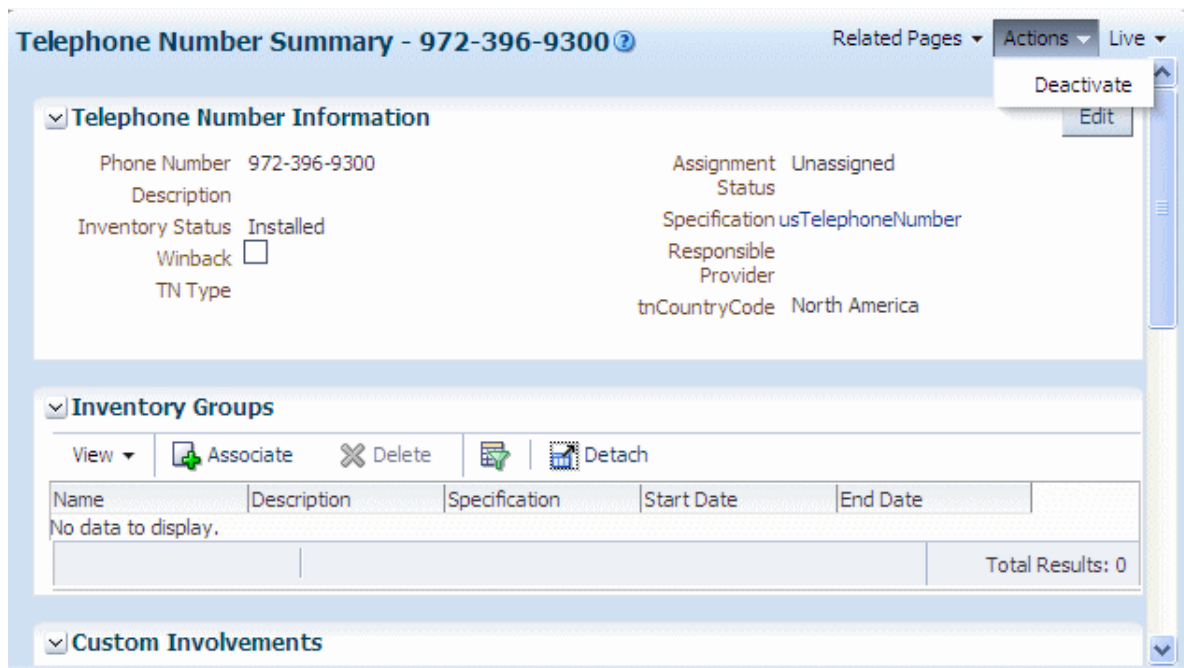 Telephone Number Summary - 972-396-9300
Related Pages Actions Live
Deactivate
Telephone Number Information
Edit
Phone Number 972-396-9300
Description
Inventory Status Installed
Winback
TN Type
Assignment Status Unassigned
Specification usTelephoneNumber
Responsible Provider
tnCountryCode North America
Inventory Groups
View Associate Delete Detach
Name Description Specification Start Date End Date
No data to display.
Total Results: 0
Custom Involvements